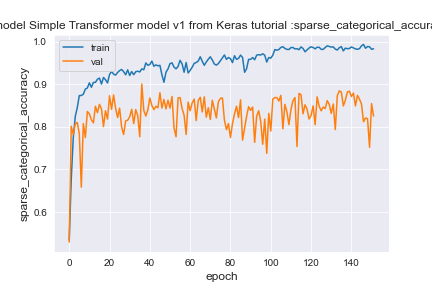 model Simple Transformer model v1 from Keras tutorial :sparse_categorical_accura
train
val
sparse_categorical_accuracy
1.0
0.9
0.8
0.7
0.6
0 20 40 60 80 100 120 140
epoch